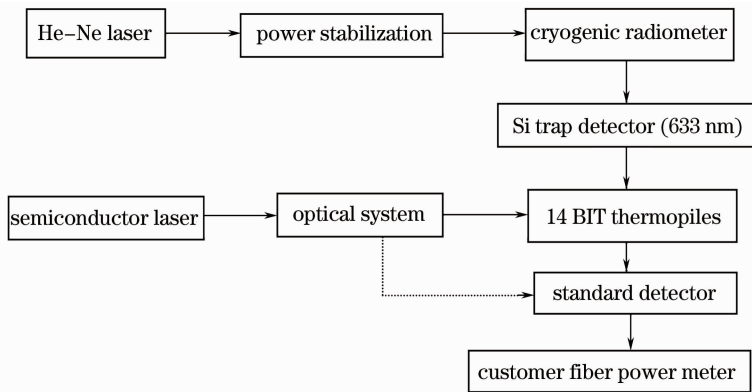 He–Ne laser
power stabilization
cryogenic radiometer
Si trap detector (633 nm)
semiconductor laser
optical system
14 BIT thermopiles
standard detector
customer fiber power meter